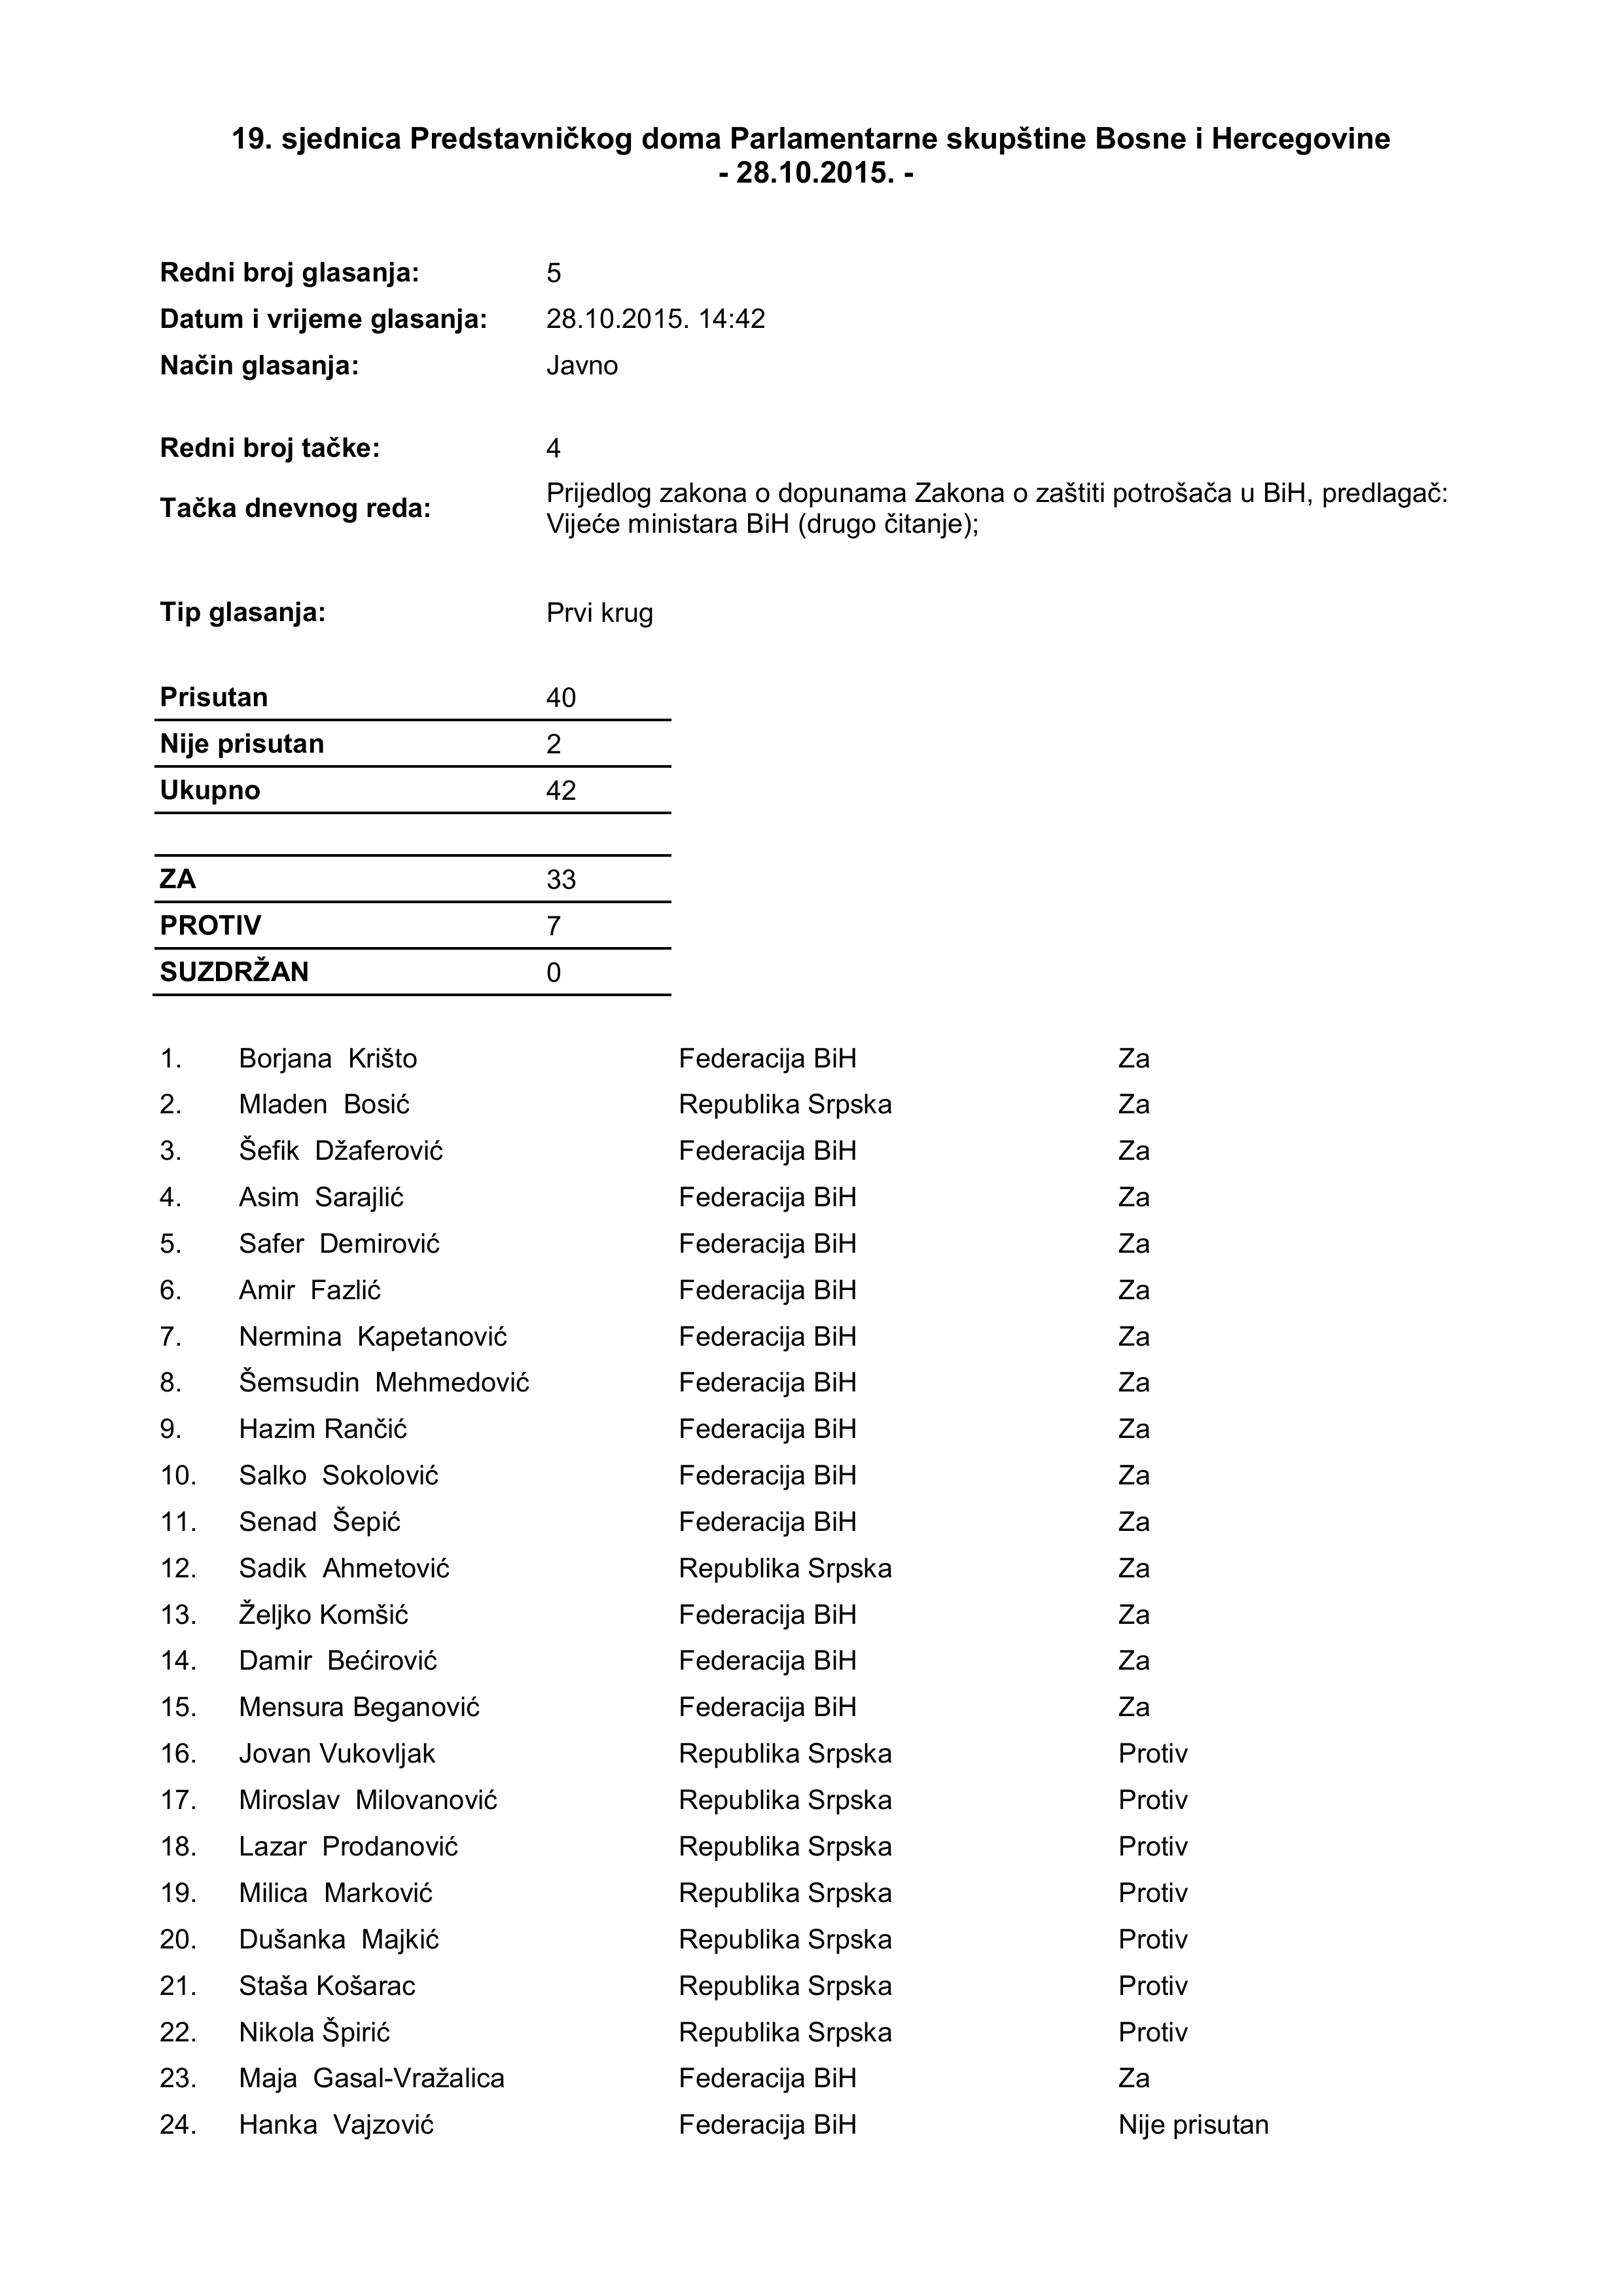 19. sjednica Predstavničkog doma Parlamentarne skupštine Bosne i Hercegovine
- 28.10.2015. -
Redni broj glasanja: 5
Datum i vrijeme glasanja: 28.10.2015. 14:42
Način glasanja: Javno
Redni broj tačke: 4
Tačka dnevnog reda: Prijedlog zakona o dopunama Zakona o zaštiti potrošača u BiH, predlagač:
Vijeće ministara BiH (drugo čitanje);
Tip glasanja: Prvi krug
Prisutan 40
Nije prisutan 2
Ukupno 42
ZA 33
PROTIV 7
SUZDRŽAN 0
1. Borjana Krišto Federacija BiH Za
2. Mladen Bosić Republika Srpska Za
3. Šefik Džaferović Federacija BiH Za
4. Asim Sarajlić Federacija BiH Za
5. Safer Demirović Federacija BiH Za
6. Amir Fazlić Federacija BiH Za
7. Nermina Kapetanović Federacija BiH Za
8. Šemsudin Mehmedović Federacija BiH Za
9. Hazim Rančić Federacija BiH Za
10. Salko Sokolović Federacija BiH Za
11. Senad Šepić Federacija BiH Za
12. Sadik Ahmetović Republika Srpska Za
13. Željko Komšić Federacija BiH Za
14. Damir Bećirović Federacija BiH Za
15. Mensura Beganović Federacija BiH Za
16. Jovan Vukovljak Republika Srpska Protiv
17. Miroslav Milovanović Republika Srpska Protiv
18. Lazar Prodanović Republika Srpska Protiv
19. Milica Marković Republika Srpska Protiv
20. Dušanka Majkić Republika Srpska Protiv
21. Staša Košarac Republika Srpska Protiv
22. Nikola Špirić Republika Srpska Protiv
23. Maja Gasal-Vražalica Federacija BiH Za
24. Hanka Vajzović Federacija BiH Nije prisutan